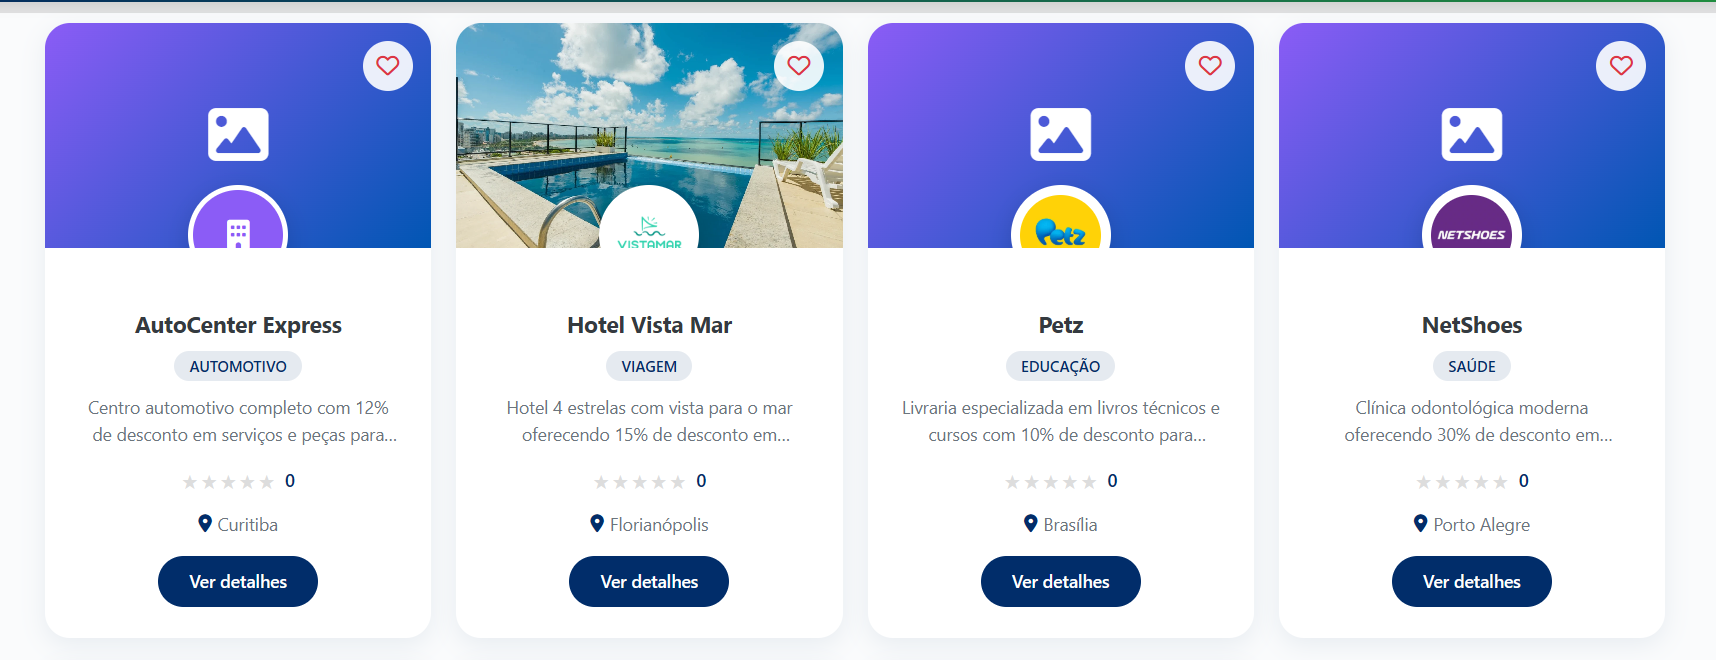 VISTAMAR
Petz
NETSHOES
AutoCenter Express
AUTOMOTIVO
Centro automotivo completo com 12%
de desconto em serviços e peças para...
0
Curitiba
Ver detalhes
Hotel Vista Mar
VIAGEM
Hotel 4 estrelas com vista para o mar
oferecendo 15% de desconto em...
0
Florianópolis
Ver detalhes
Petz
EDUCAÇÃO
Livraria especializada em livros técnicos e
cursos com 10% de desconto para...
0
Brasília
Ver detalhes
NetShoes
SAÚDE
Clínica odontológica moderna
oferecendo 30% de desconto em...
0
Porto Alegre
Ver detalhes